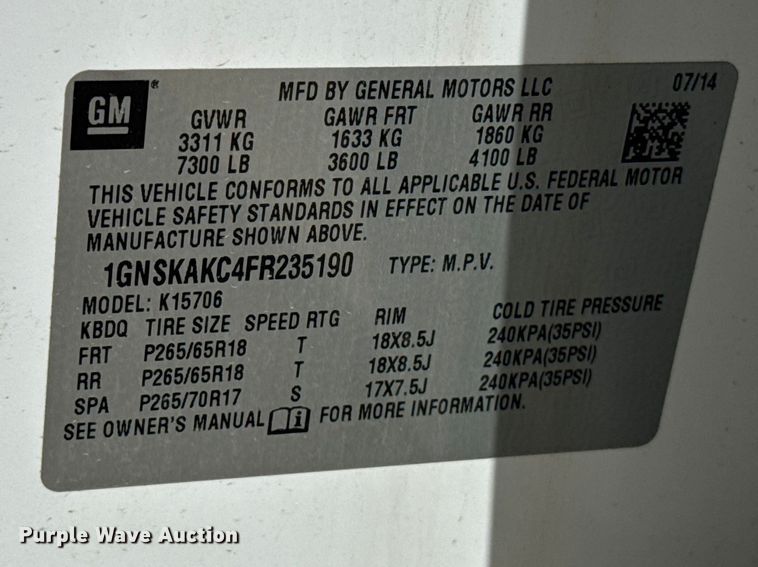 GM®
MFD BY GENERAL MOTORS LLC 07/14
GVWR GAWR FRT GAWR RR
3311 KG 1633 KG 1860 KG
7300 LB 3600 LB 4100 LB
THIS VEHICLE CONFORMS TO ALL APPLICABLE U.S. FEDERAL MOTOR
VEHICLE SAFETY STANDARDS IN EFFECT ON THE DATE OF
MANUFACTURE SHOWN ABOVE.
1GNSKAKC4FR235190 TYPE: M.P.V.
MODEL: K15706
KBDQ TIRE SIZE SPEED RTG RIM COLD TIRE PRESSURE
FRT P265/65R18 T 18X8.5J 240KPA(35PSI)
RR P265/65R18 T 18X8.5J 240KPA(35PSI)
SPA P265/70R17 S 17X7.5J 240KPA(35PSI)
SEE OWNER'S MANUAL i FOR MORE INFORMATION.
Purple Wave Auction